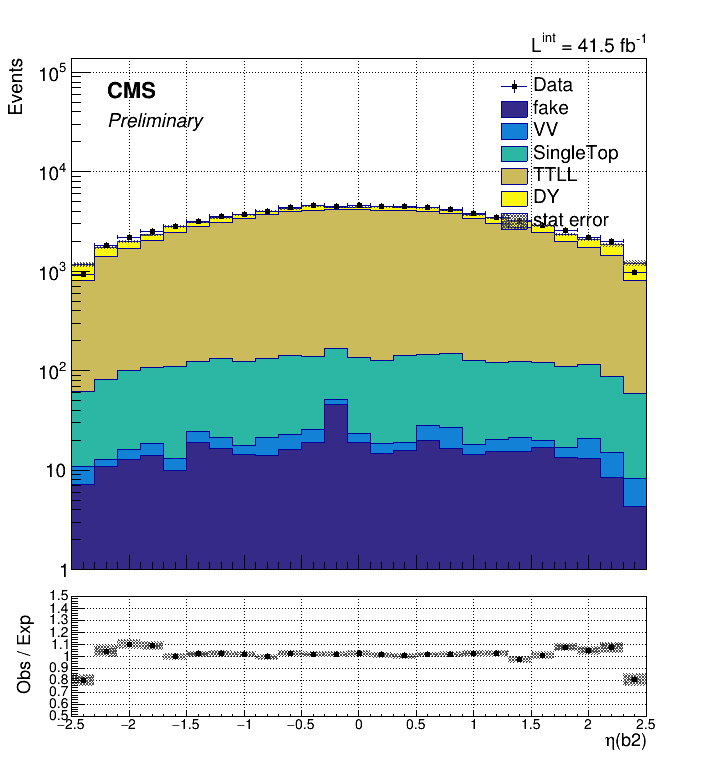 L^int = 41.5 fb^-1
Events
10^5
10^4
10^3
10^2
10
1
CMS
Preliminary
Data
fake
VV
SingleTop
TTLL
DY
stat error
Obs / Exp
1.5
1.4
1.3
1.2
1.1
1
0.9
0.8
0.7
0.6
0.5
−2.5 −2 −1.5 −1 −0.5 0 0.5 1 1.5 2 2.5
η(b2)